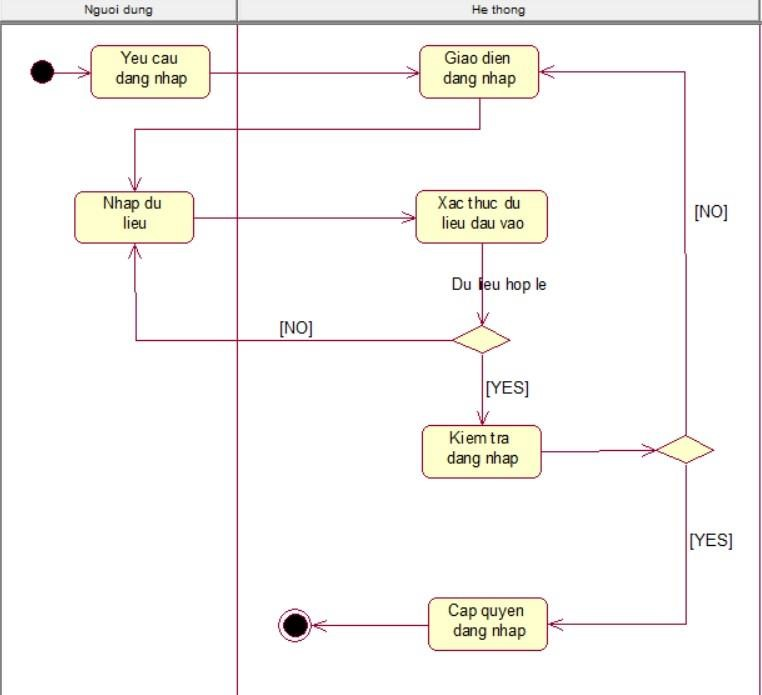 Nguoi dung
He thong
Yeu cau
dang nhap
Giao dien
dang nhap
Nhap du
lieu
Xac thuc du
lieu dau vao
[NO]
Du lieu hop le
[NO]
[YES]
Kiem tra
dang nhap
[YES]
Cap quyen
dang nhap